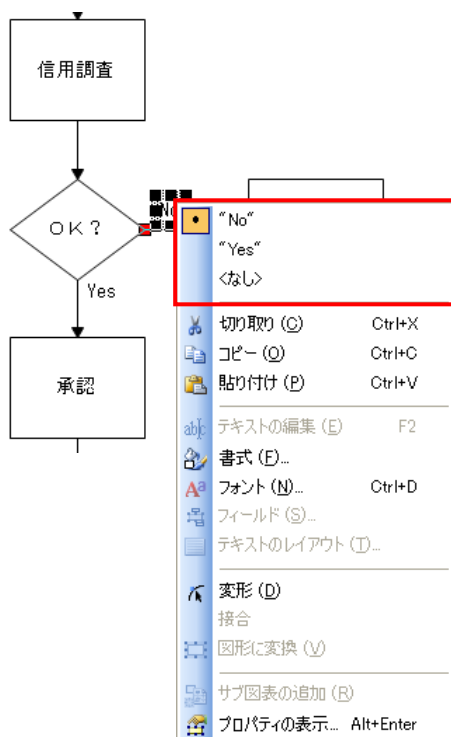 信用調査
OK?
No
Yes
承認
"No"
"Yes"
<なし>
切り取り (C) Ctrl+X
コピー (O) Ctrl+C
貼り付け (P) Ctrl+V
テキストの編集 (E) F2
書式 (F)...
フォント (N)... Ctrl+D
フィールド (S)...
テキストのレイアウト (T)...
変形 (D)
接合
図形に変換 (V)
サブ図表の追加 (R)
プロパティの表示... Alt+Enter